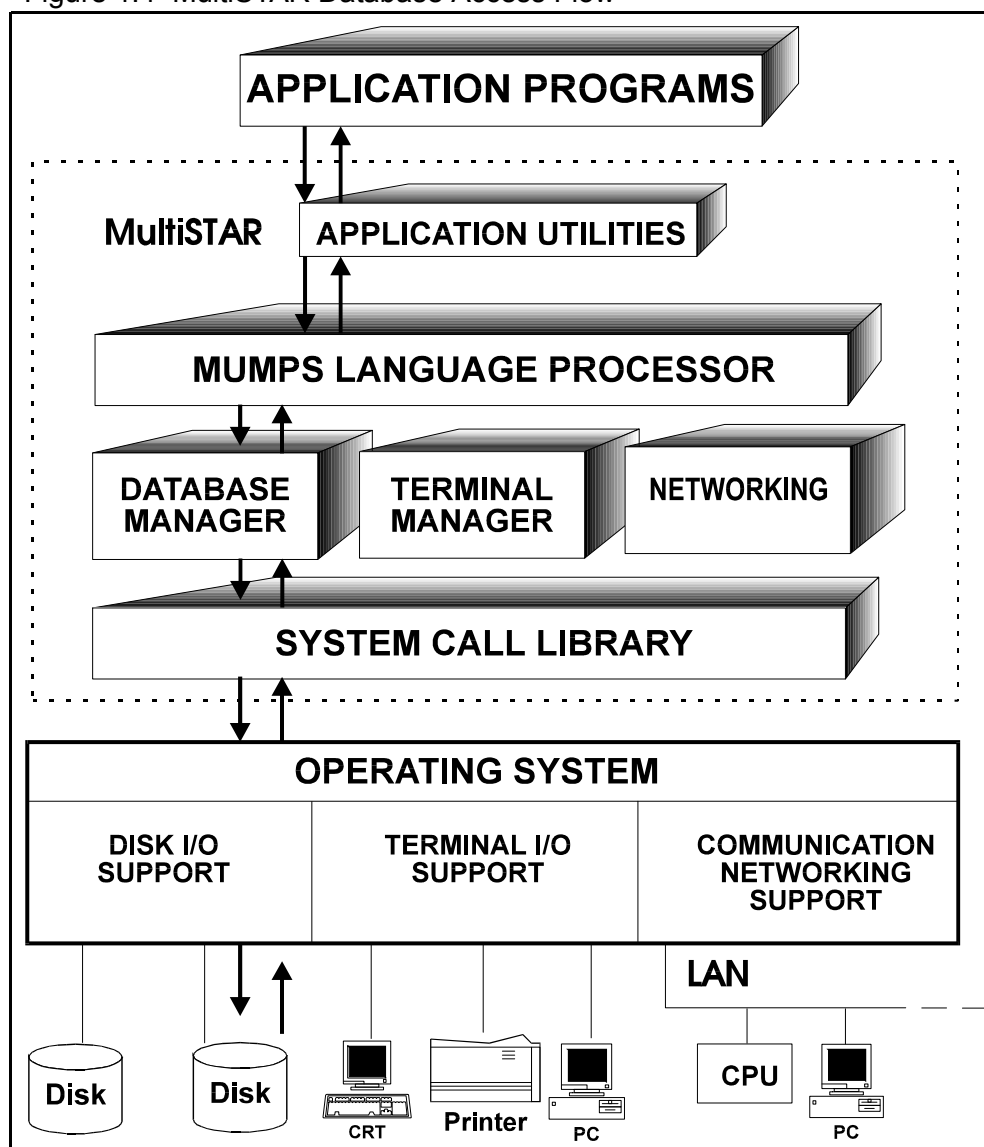 MultiSTAR Database Access Flow
APPLICATION PROGRAMS
MultiSTAR
APPLICATION UTILITIES
MUMPS LANGUAGE PROCESSOR
DATABASE
MANAGER
TERMINAL
MANAGER
NETWORKING
SYSTEM CALL LIBRARY
OPERATING SYSTEM
DISK I/O
SUPPORT
TERMINAL I/O
SUPPORT
COMMUNICATION
NETWORKING
SUPPORT
LAN
Disk
Disk
CRT
Printer
PC
CPU
PC